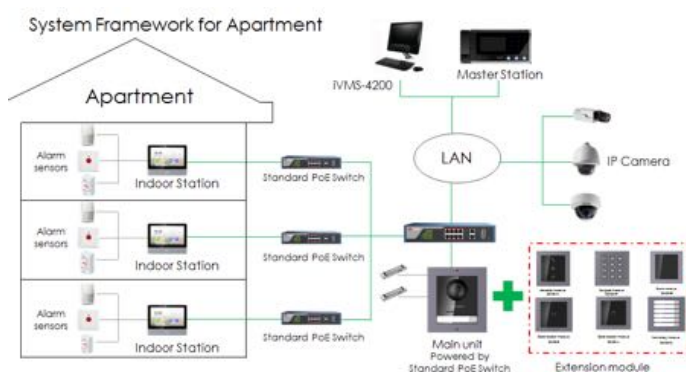 System Framework for Apartment
iVMS-4200
Master Station
Apartment
LAN
IP Camera
Alarm
sensors
Indoor Station
Standard PoE Switch
Alarm
sensors
Indoor Station
Standard PoE Switch
Alarm
sensors
Indoor Station
Standard PoE Switch
Main unit
Powered by
Standard PoE Switch
Extension module